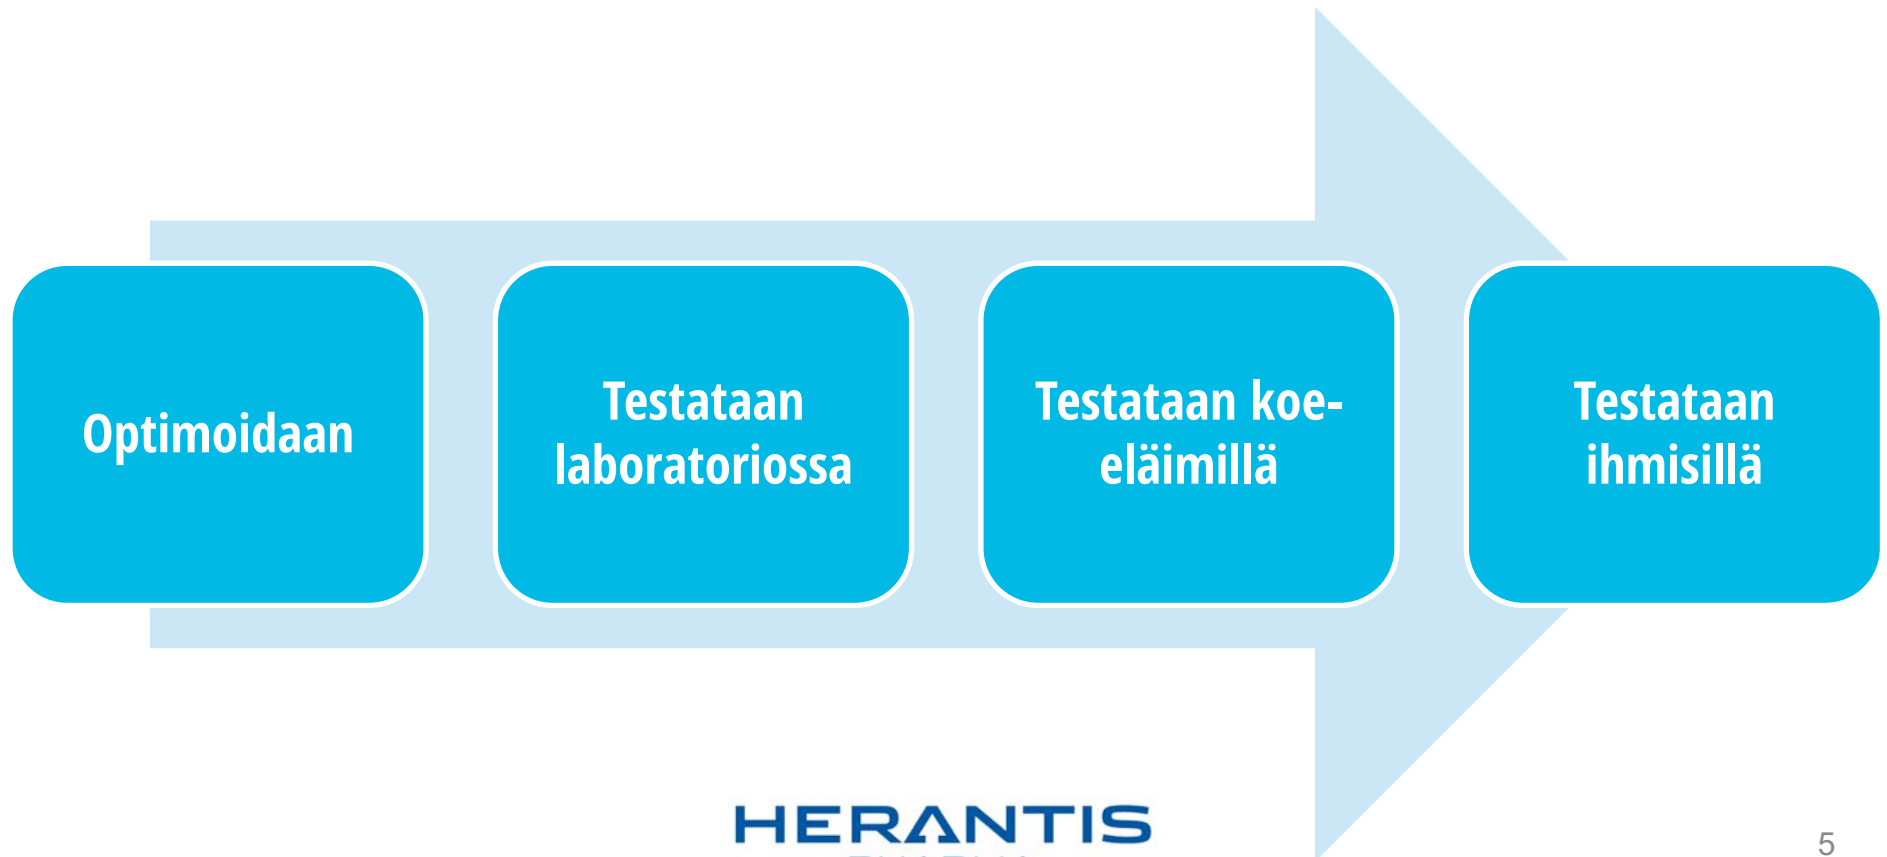 Optimoidaan
Testataan
laboratoriossa
Testataan koe-
eläimillä
Testataan
ihmisillä
HERANTIS
5